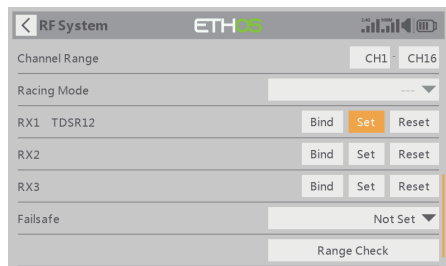 RF System ETHOS
Channel Range CH1 - CH16
Racing Mode ---
RX1 TDSR12 Bind Set Reset
RX2 Bind Set Reset
RX3 Bind Set Reset
Failsafe Not Set
Range Check